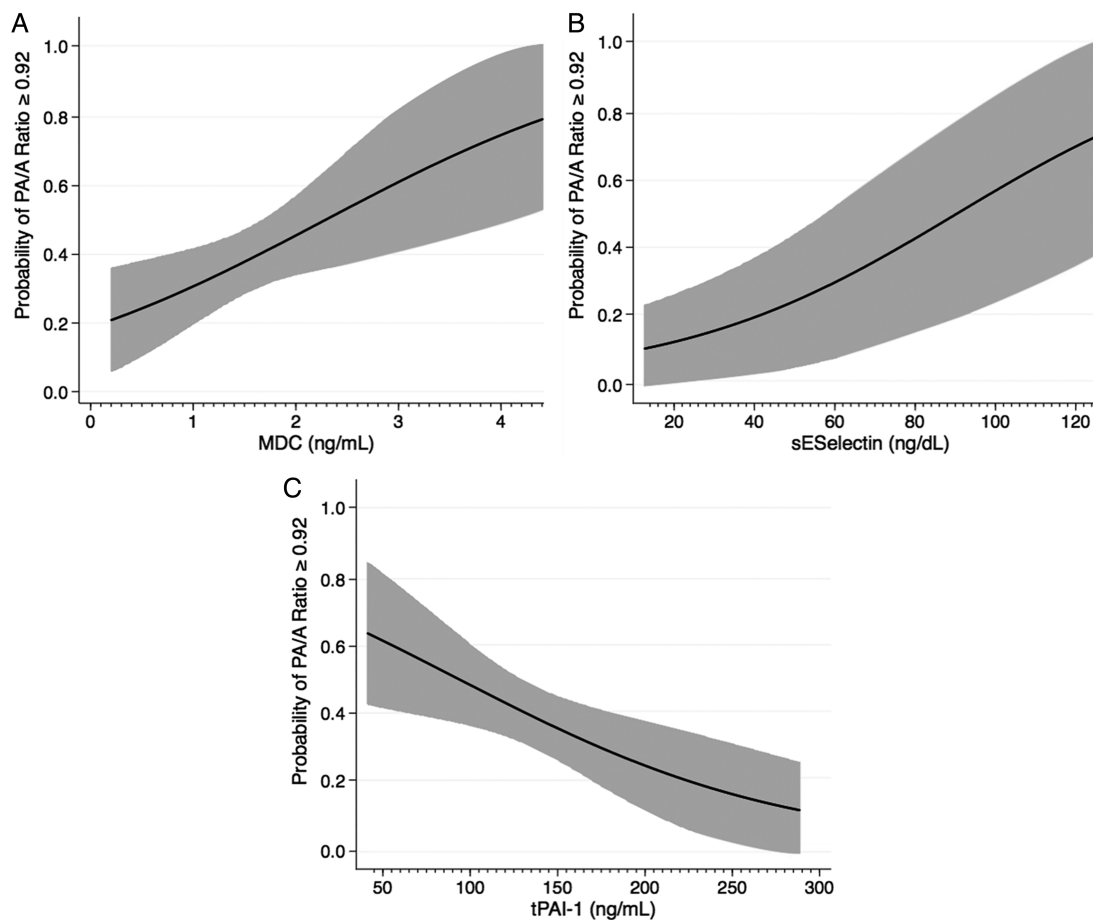 A
Probability of PA/A Ratio ≥ 0.92
1.0
0.8
0.6
0.4
0.2
0.0
0 1 2 3 4
MDC (ng/mL)
B
Probability of PA/A Ratio ≥ 0.92
1.0
0.8
0.6
0.4
0.2
0.0
20 40 60 80 100 120
sESelectin (ng/dL)
C
Probability of PA/A Ratio ≥ 0.92
1.0
0.8
0.6
0.4
0.2
0.0
50 100 150 200 250 300
tPAI-1 (ng/mL)